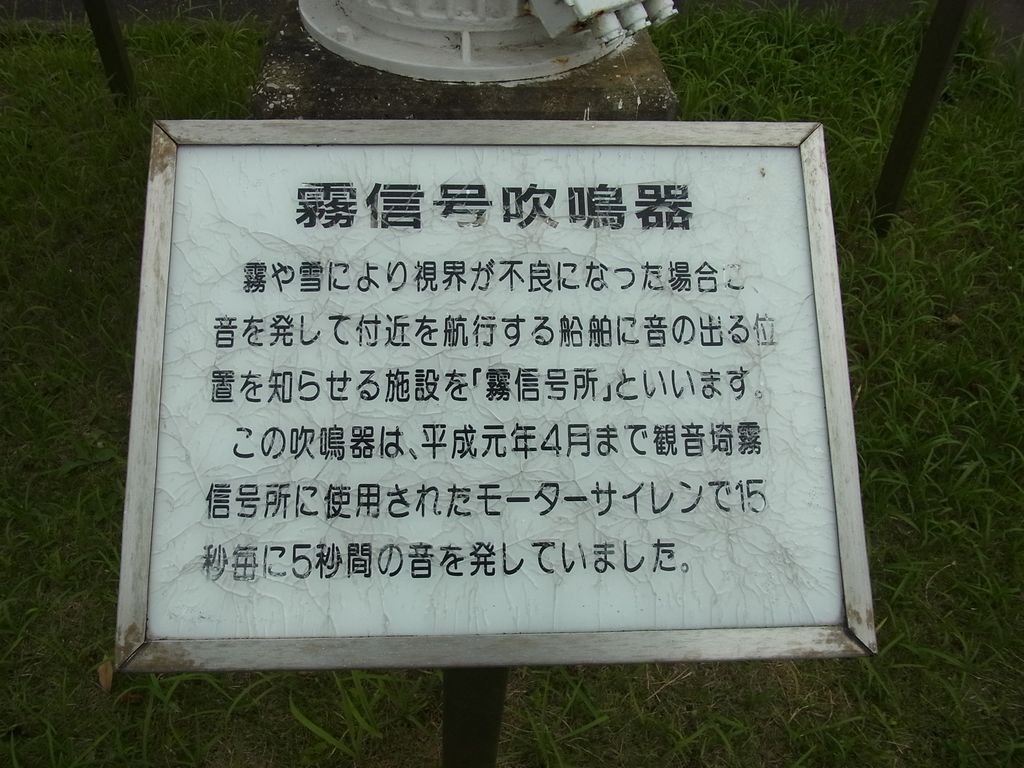 霧信号吹鳴器
霧や雪により視界が不良になった場合に、
音を発して付近を航行する船舶に音の出る位
置を知らせる施設を「霧信号所」といいます。
この吹鳴器は、平成元年4月まで観音埼霧
信号所に使用されたモーターサイレンで15
秒毎に5秒間の音を発していました。